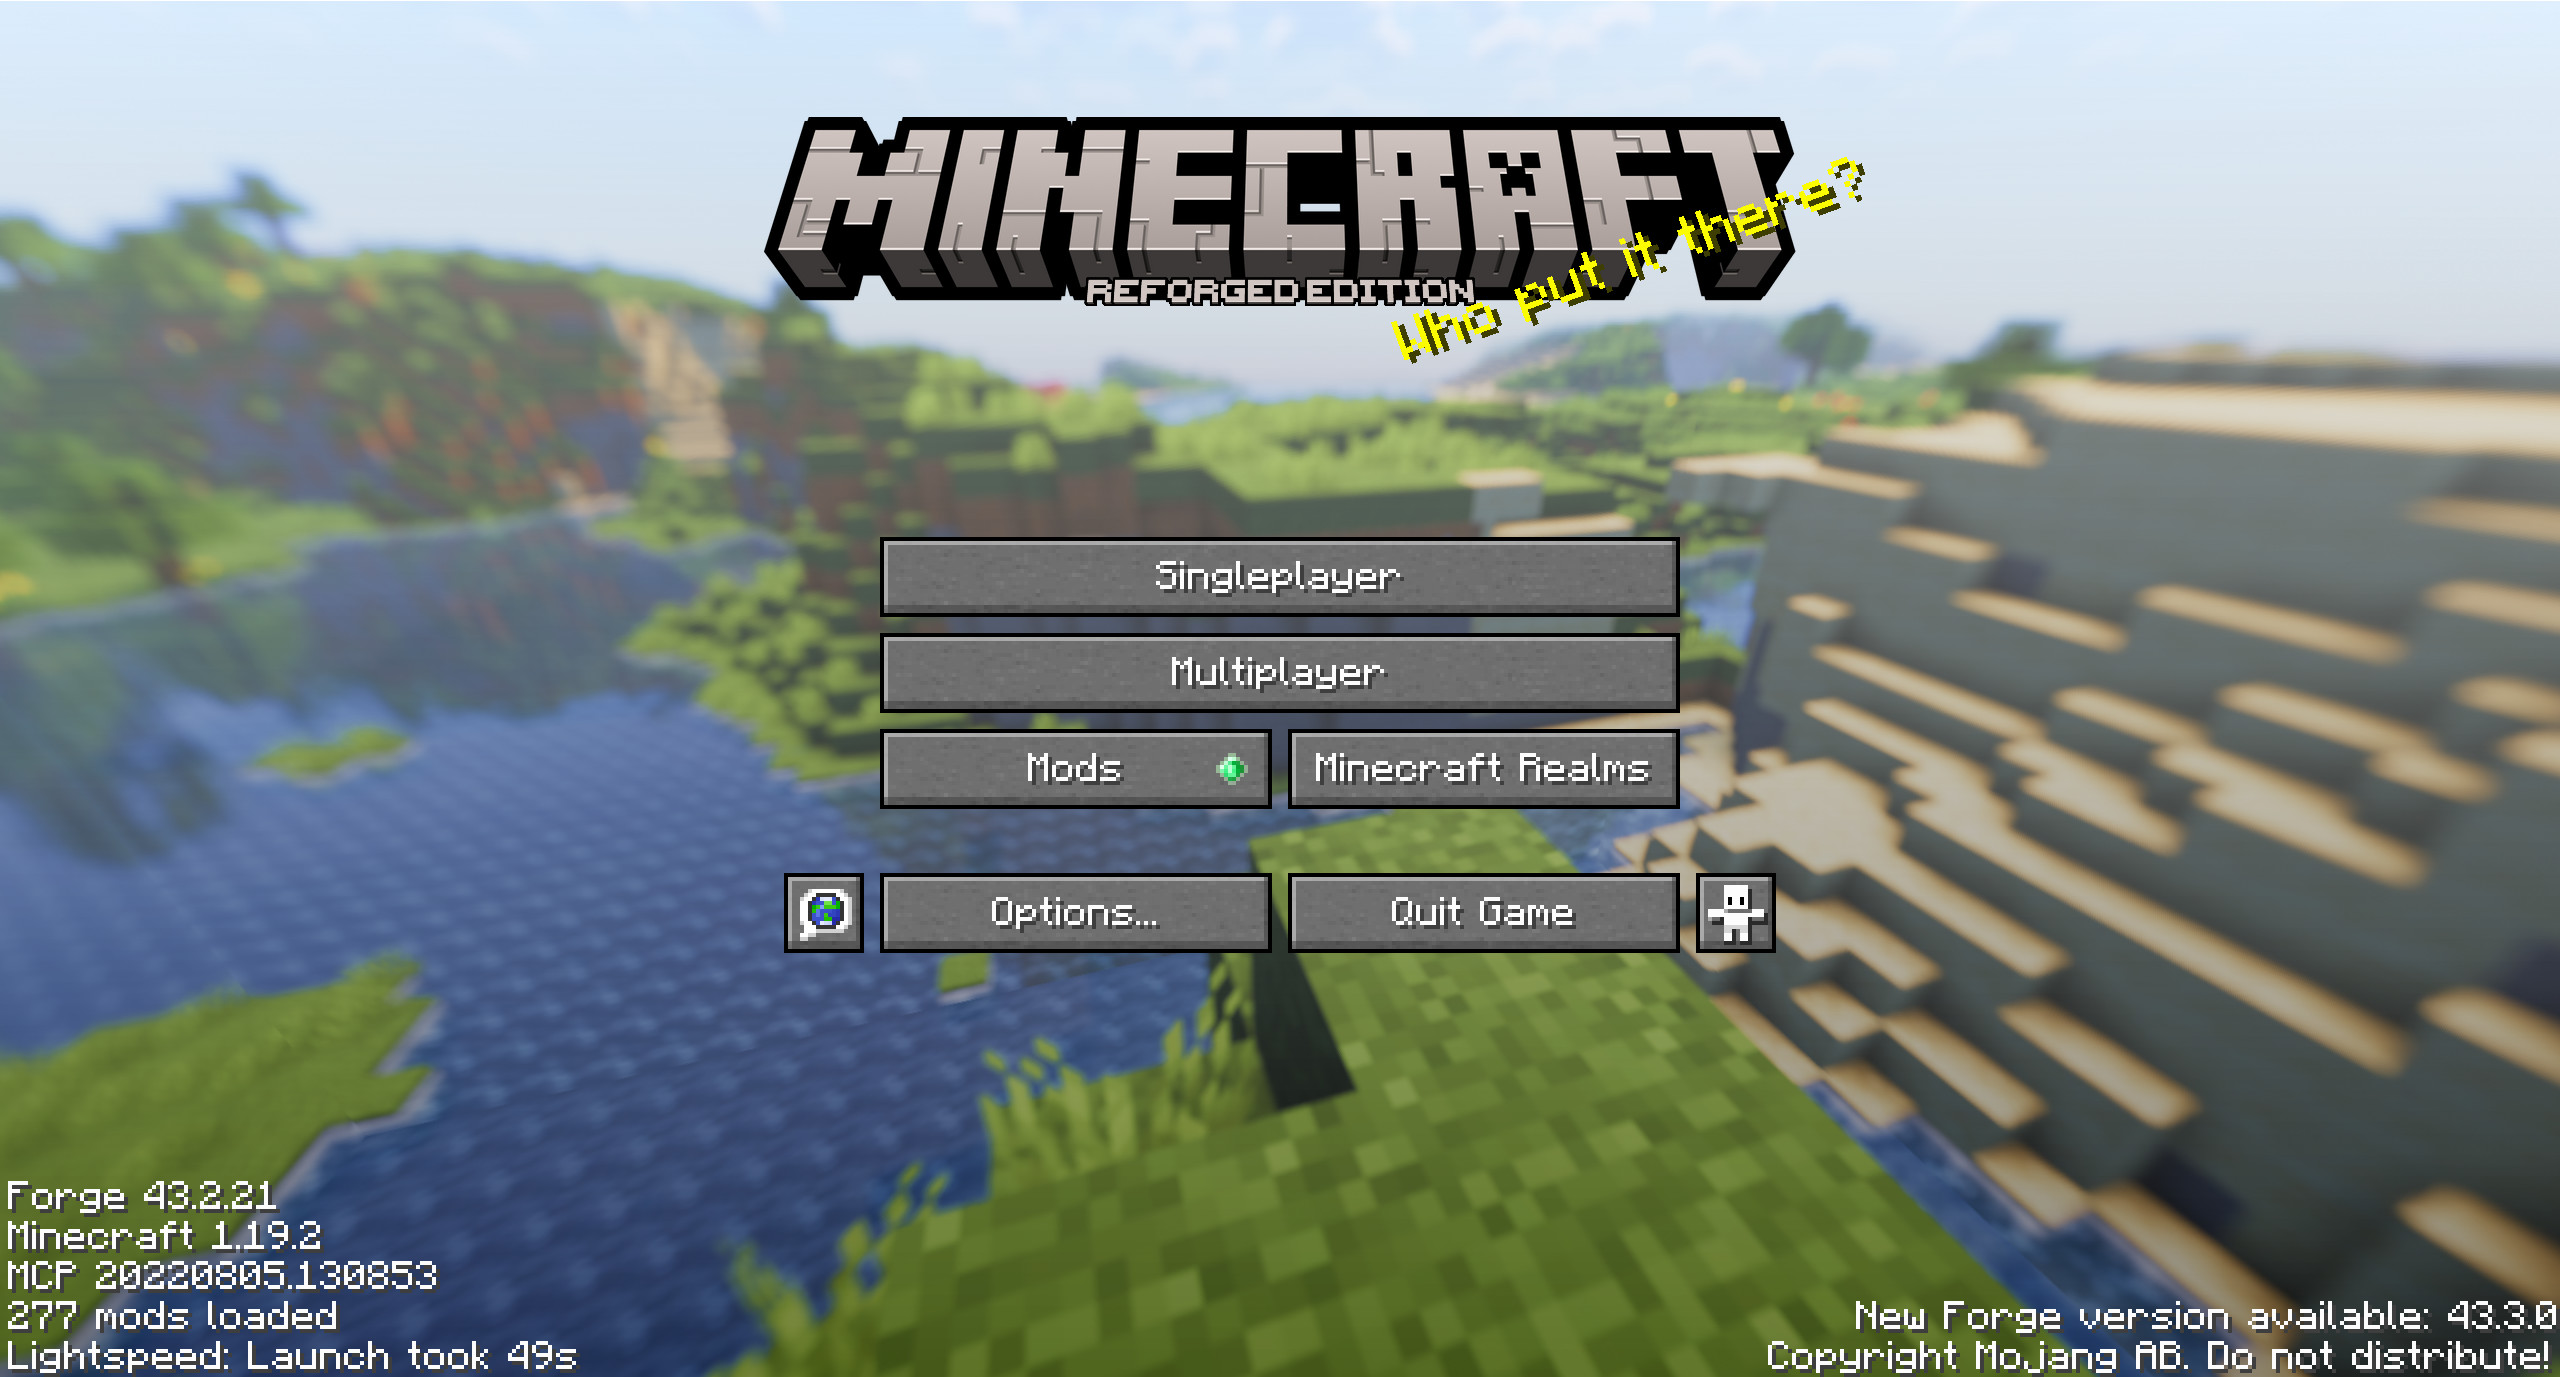 MINECRAFT
REFORGED EDITION
Who put it there?
Singleplayer
Multiplayer
Mods
Minecraft Realms
Options...
Quit Game
Forge 43.2.21
Minecraft 1.19.2
MCP 20220805.130853
277 mods loaded
Lightspeed: Launch took 49s
New Forge version available: 43.3.0
Copyright Mojang AB. Do not distribute!